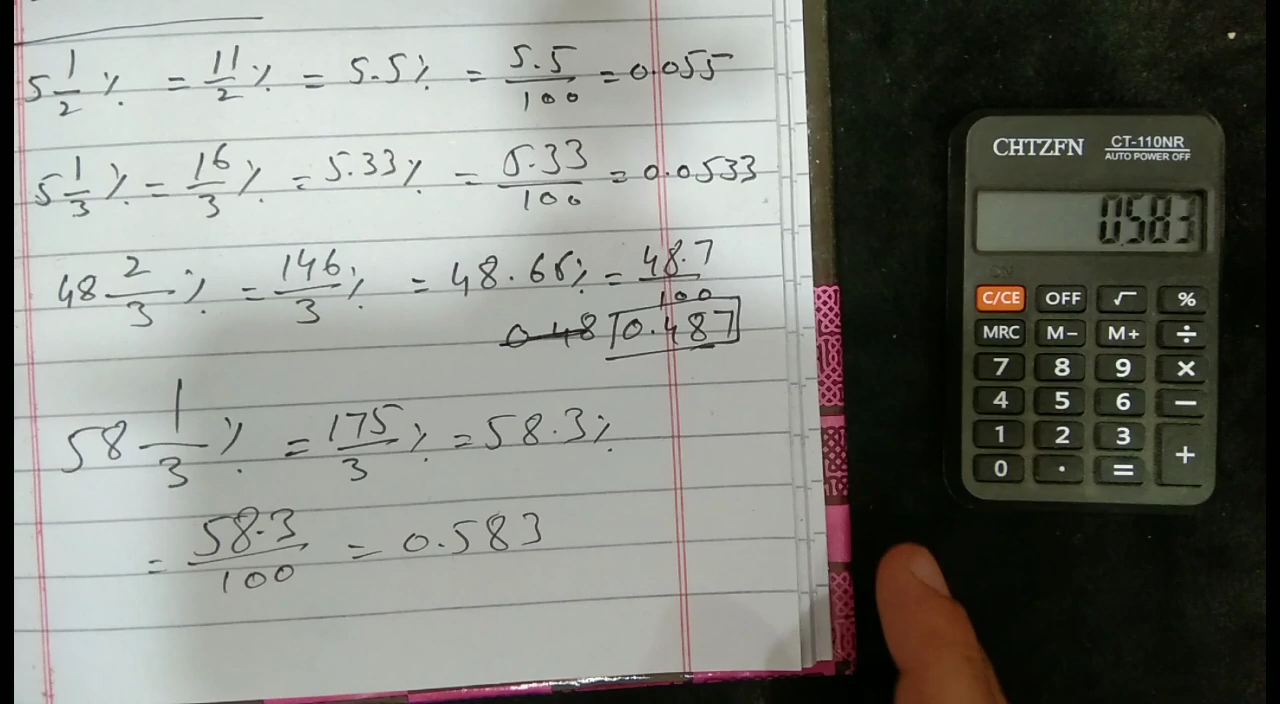 5 1/2 % = 11/2 % = 5.5% = 5.5/100 = 0.055
5 1/3 % = 16/3 % = 5.33% = 5.33/100 = 0.0533
48 2/3 % = 146/3 % = 48.66% = 48.7/100
0.48 0.487
58 1/3 % = 175/3 % = 58.3%
= 58.3/100 = 0.583
CHTZFN CT-110NR
AUTO POWER OFF
0.583
C/CE OFF √ %
MRC M− M+ ÷
7 8 9 ×
4 5 6 −
1 2 3 +
0 . =